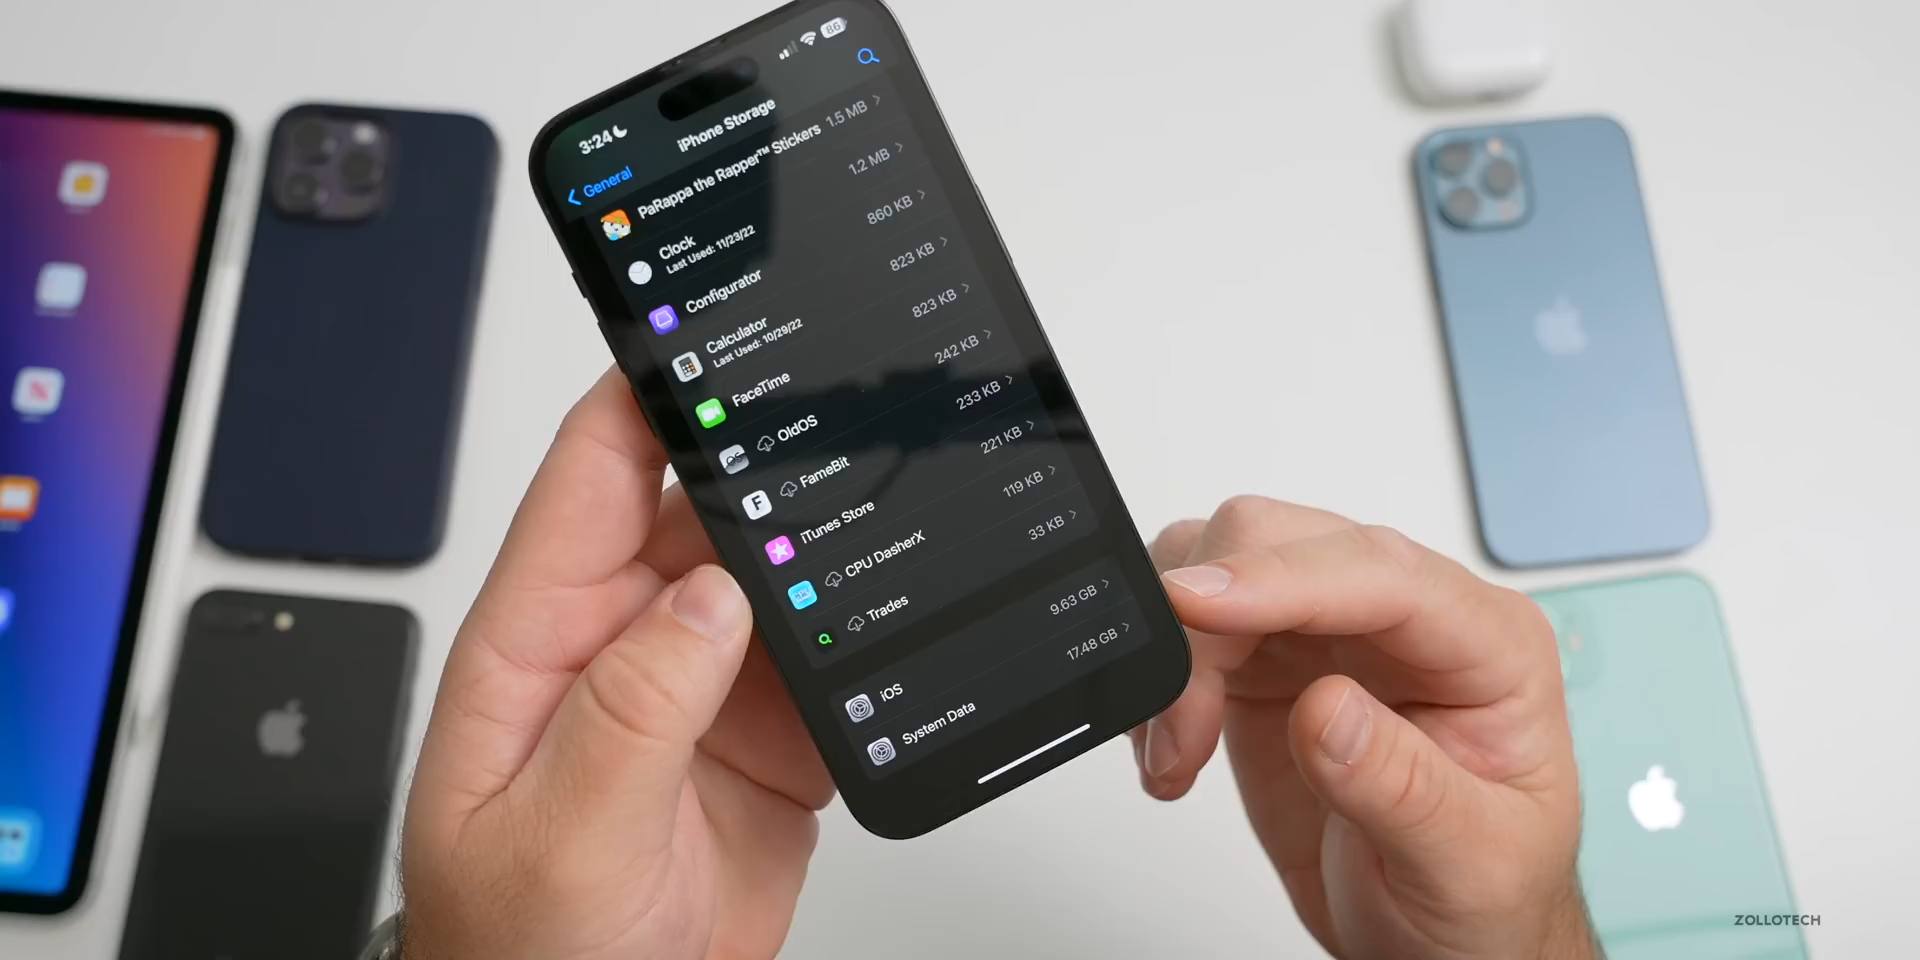 3:24
86
General
iPhone Storage
PaRappa the Rapper™ Stickers 1.5 MB
Clock 1.2 MB
Last Used: 11/23/22
Configurator 860 KB
Calculator 823 KB
Last Used: 10/29/22
FaceTime 823 KB
OldOS 242 KB
FameBit 233 KB
iTunes Store 221 KB
CPU DasherX 119 KB
Trades 33 KB
iOS 9.63 GB
System Data 17.48 GB
F
ZOLLOTECH